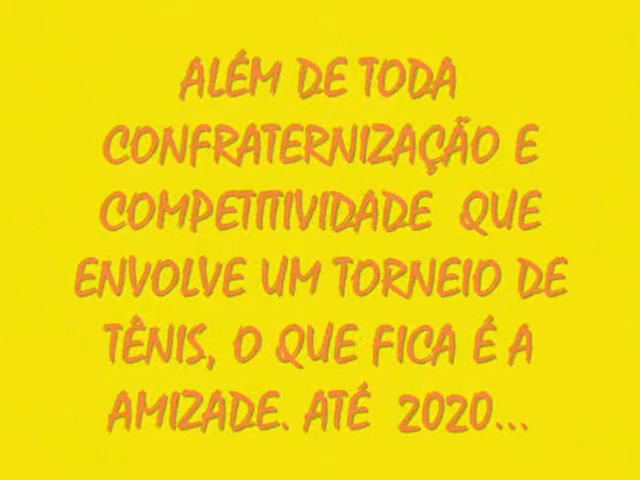 ALÉM DE TODA
CONFRATERNIZAÇÃO E
COMPETITIVIDADE QUE
ENVOLVE UM TORNEIO DE
TÊNIS, O QUE FICA É A
AMIZADE. ATÉ 2020...